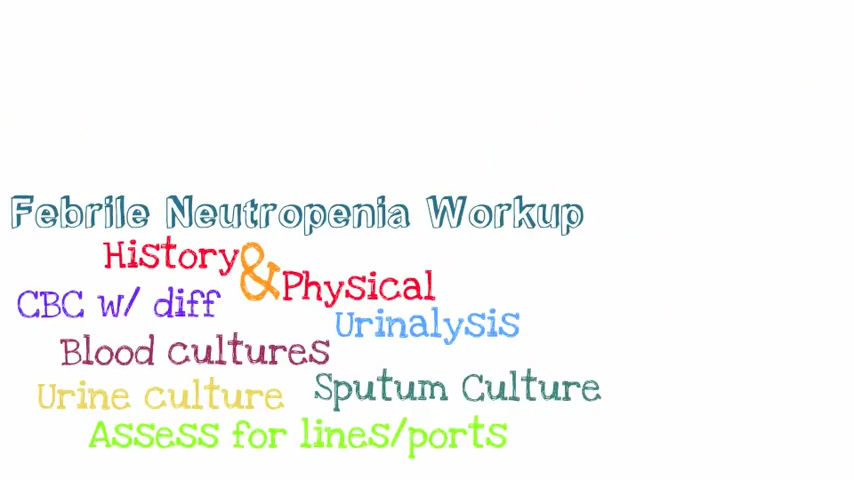 Febrile Neutropenia Workup
History & Physical
CBC w/ diff
Urinalysis
Blood cultures
Urine culture
Sputum Culture
Assess for lines/ports